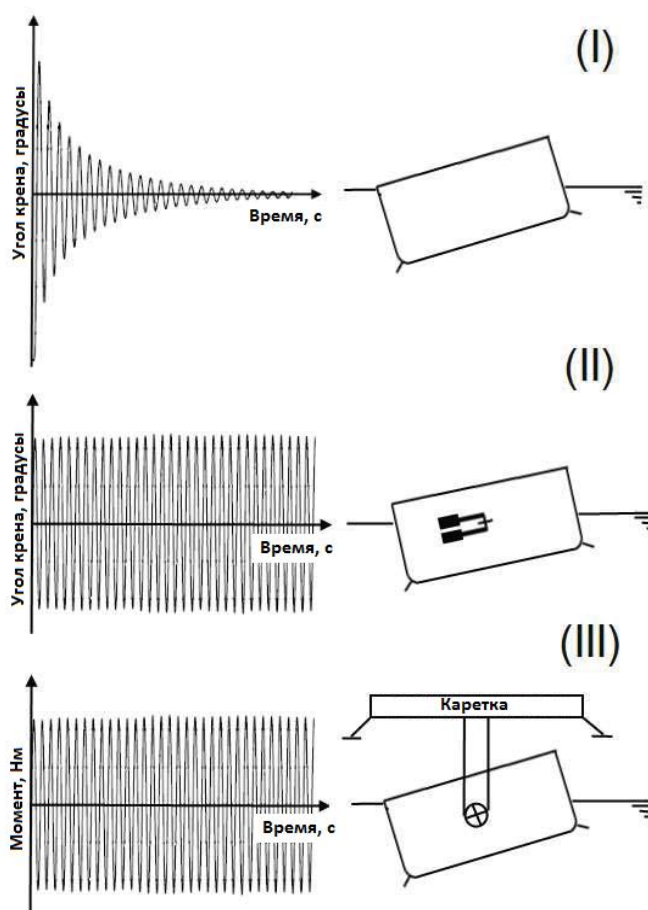 (I)
Угол крена, градусы
Время, с
(II)
Угол крена, градусы
Время, с
(III)
Каретка
Момент, Нм
Время, с